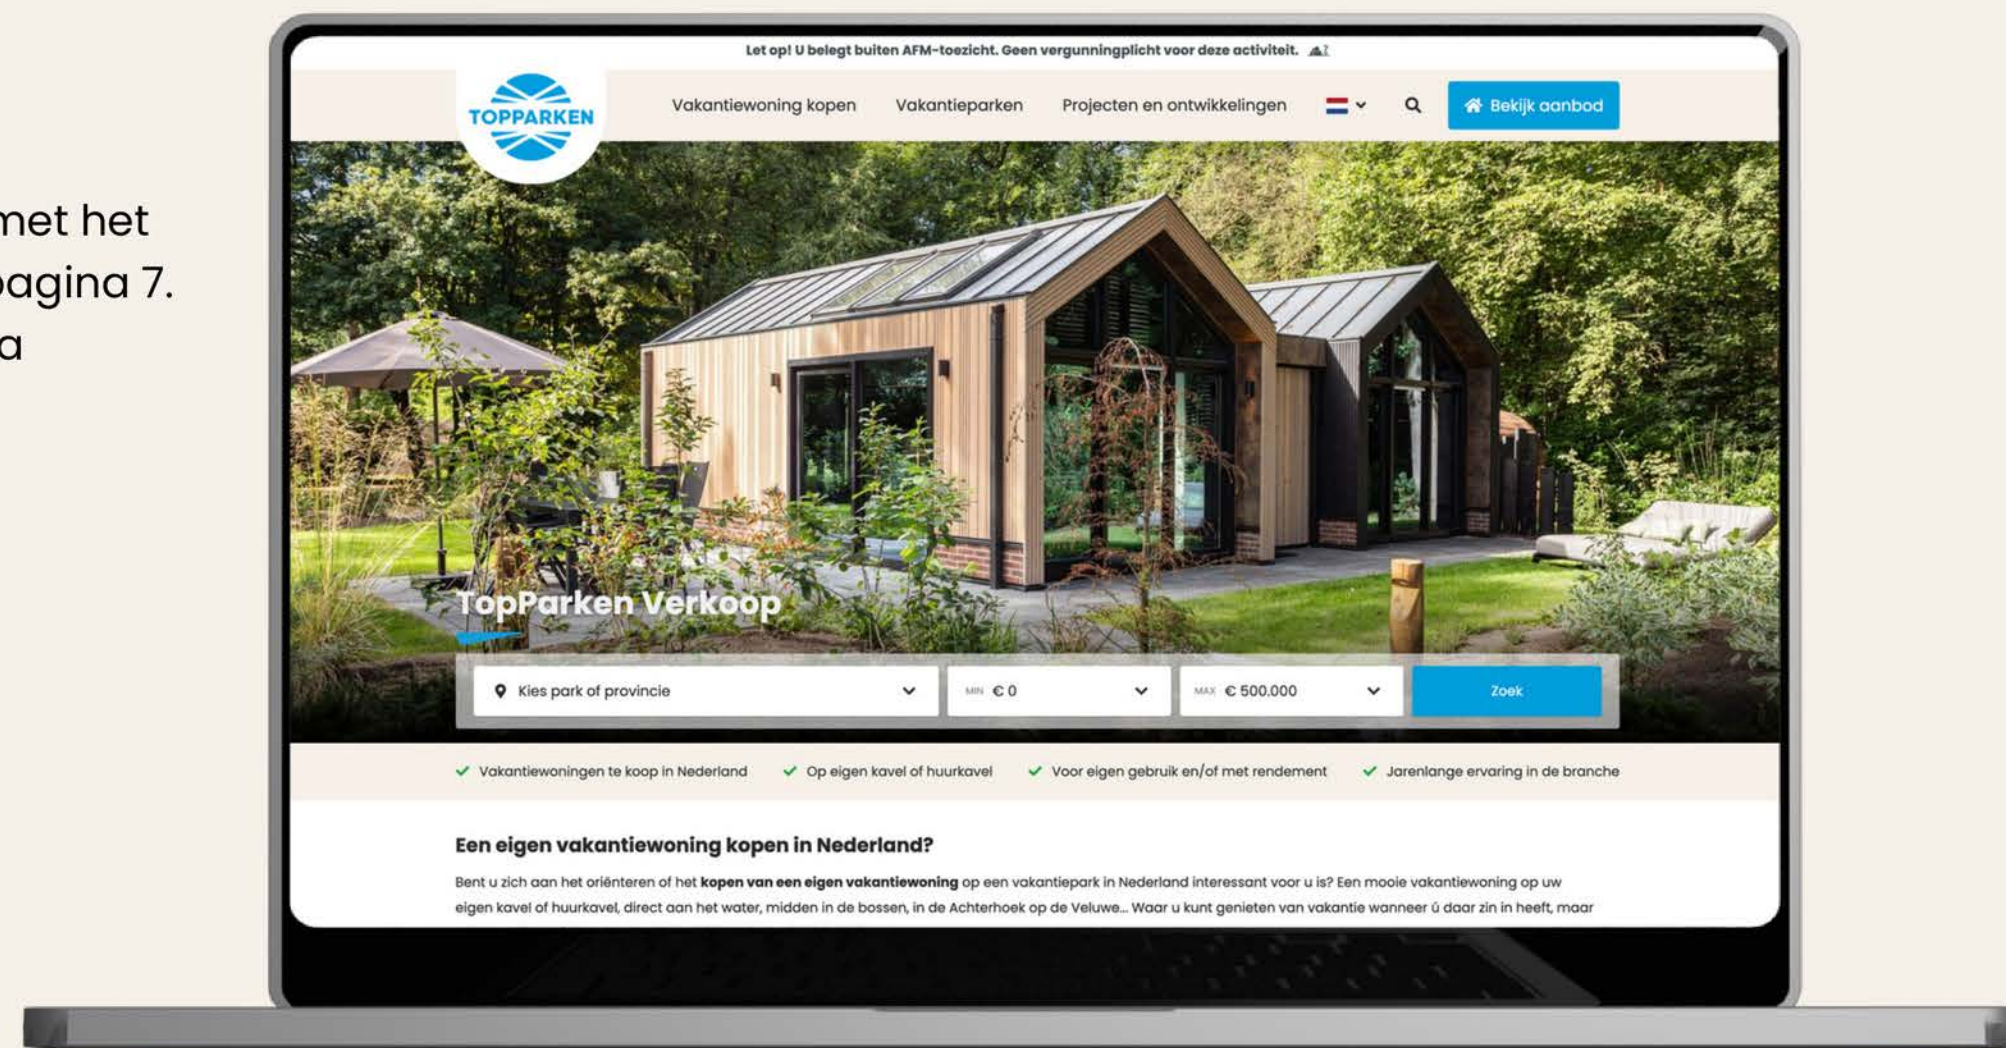 met het
pagina 7.
a
Let op! U belegt buiten AFM-toezicht. Geen vergunningplicht voor deze activiteit.
TOPPARKEN
Vakantiewoning kopen
Vakantieparken
Projecten en ontwikkelingen
Bekijk aanbod
TopParken Verkoop
Kies park of provincie
MIN € 0
MAX € 500.000
Zoek
Vakantiewoningen te koop in Nederland
Op eigen kavel of huurkavel
Voor eigen gebruik en/of met rendement
Jarenlange ervaring in de branche
Een eigen vakantiewoning kopen in Nederland?
Bent u zich aan het oriënteren of het kopen van een eigen vakantiewoning op een vakantiepark in Nederland interessant voor u is? Een mooie vakantiewoning op uw
eigen kavel of huurkavel, direct aan het water, midden in de bossen, in de Achterhoek op de Veluwe... Waar u kunt genieten van vakantie wanneer ú daar zin in heeft, maar